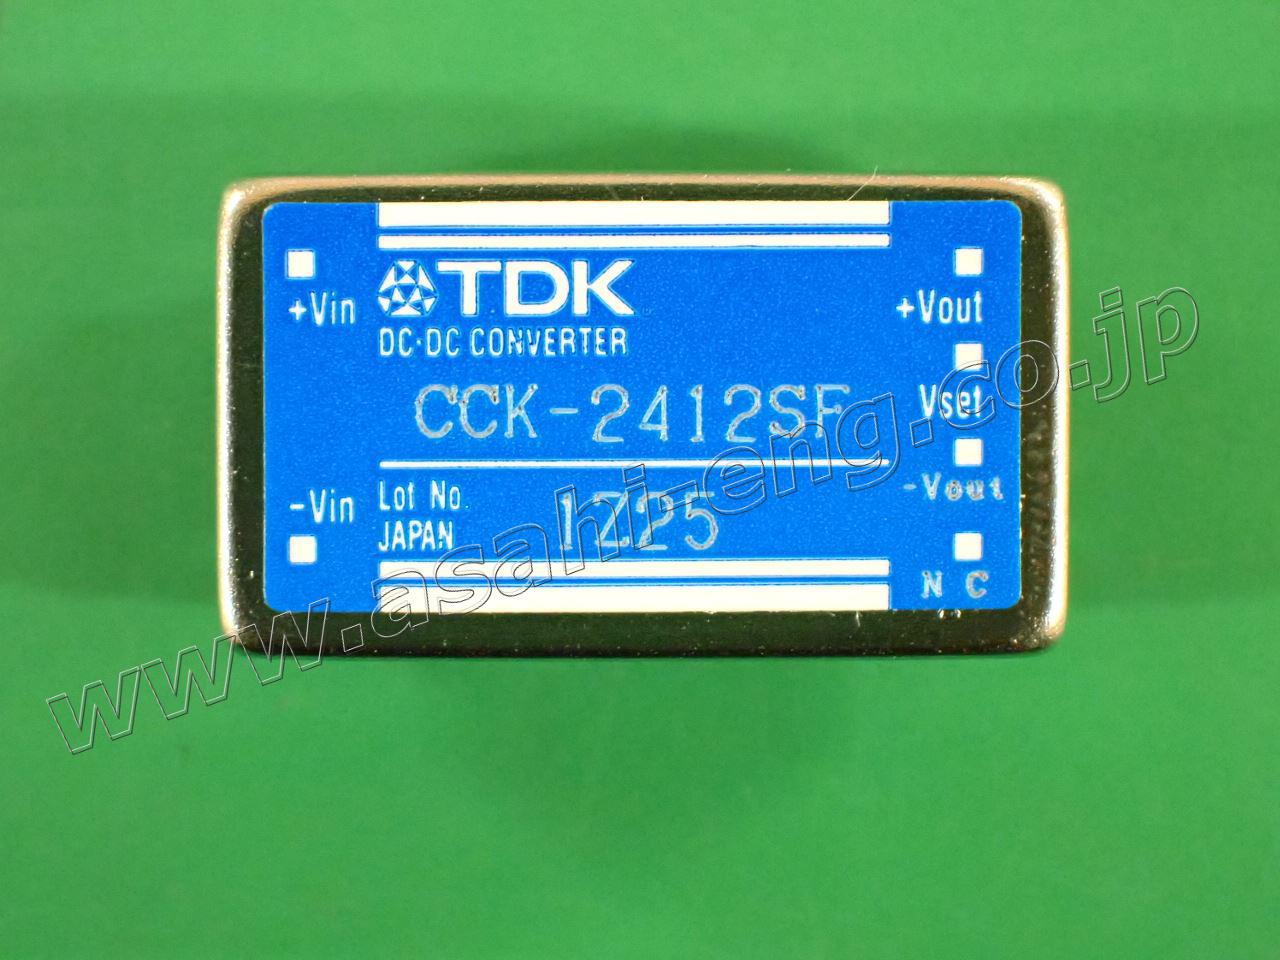 TDK
+Vin
+Vout
DC·DC CONVERTER
CCK-2412SF
Vset
-Vin
Lot No.
JAPAN
1Z25
-Vout
N C
www.asahi-eng.co.jp